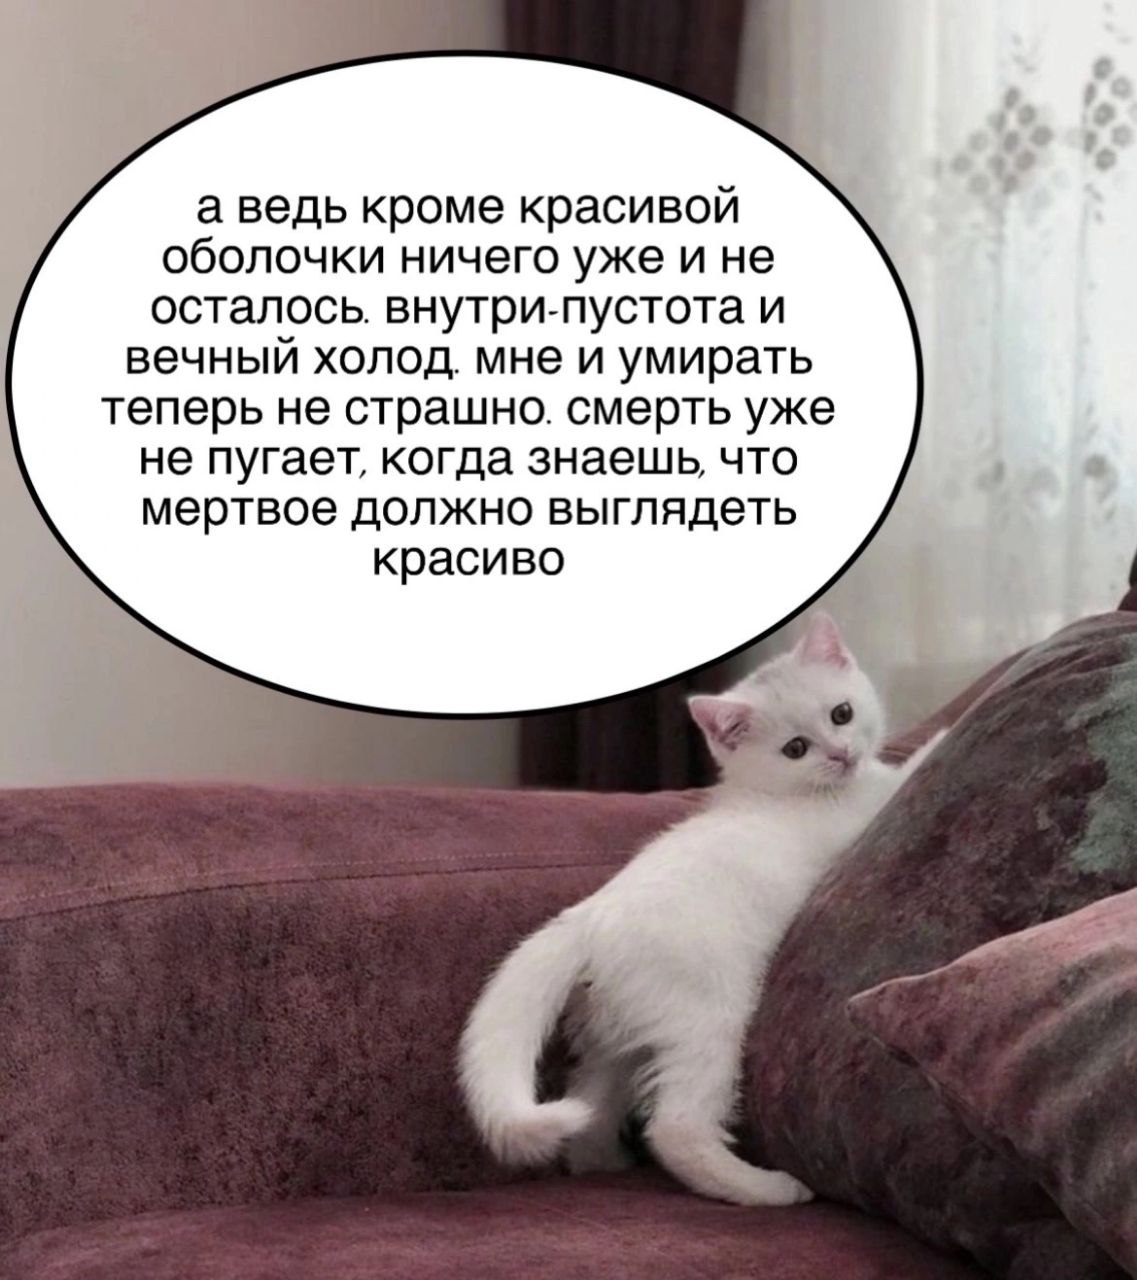 а ведь кроме красивой
оболочки ничего уже и не
осталось. внутри-пустота и
вечный холод. мне и умирать
теперь не страшно. смерть уже
не пугает, когда знаешь, что
мертвое должно выглядеть
красиво